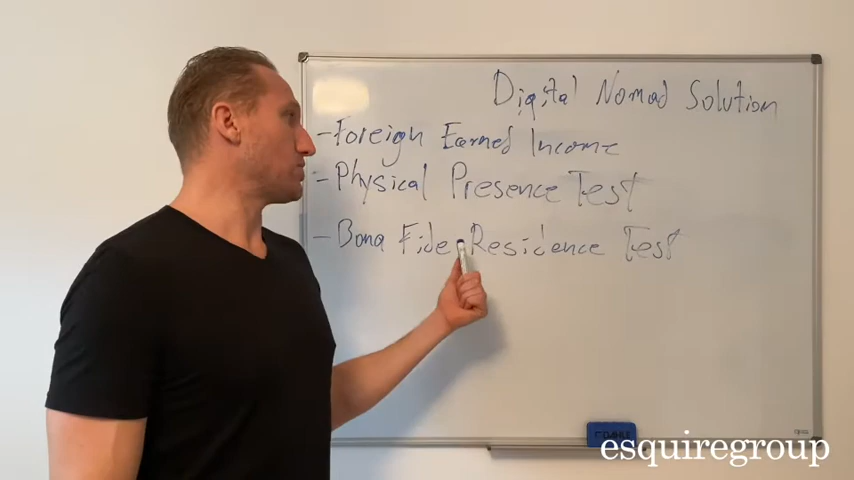 Digital Nomad Solution
-Foreign Earned Income
-Physical Presence Test
-Bona Fide Residence Test
esquiregroup